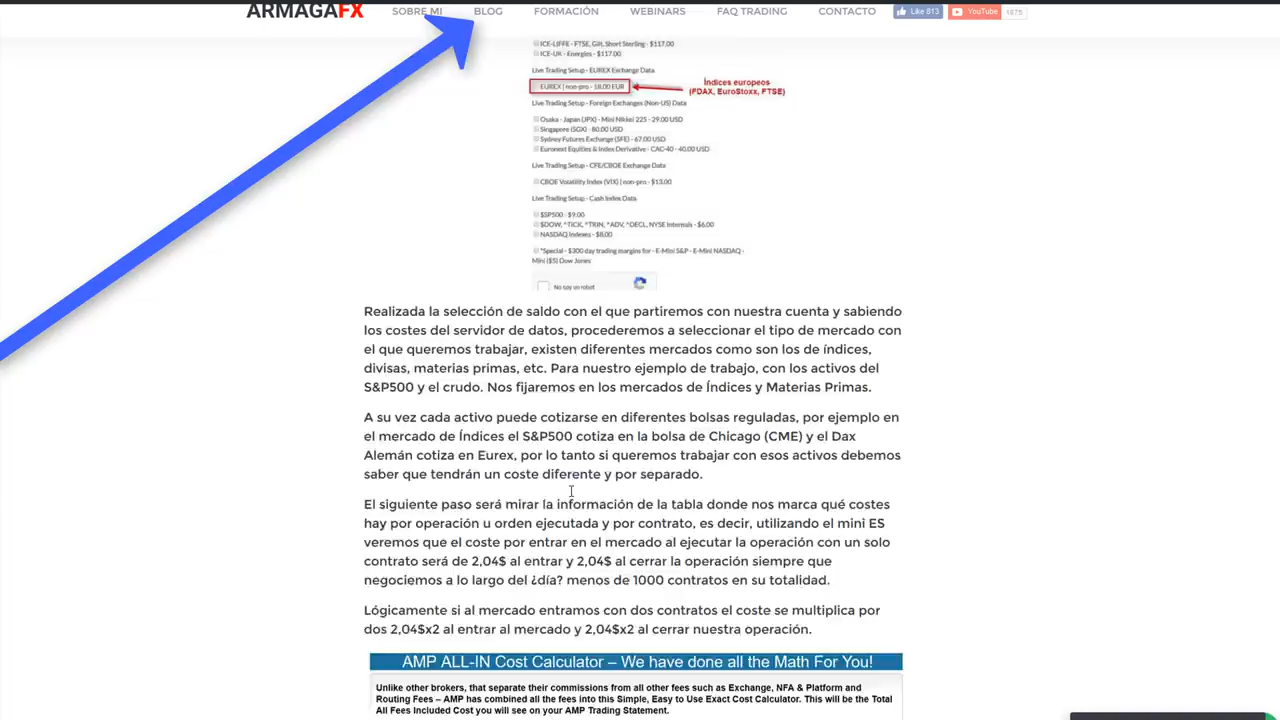 ARMAGAFX SOBRE MI BLOG FORMACIÓN WEBINARS FAQ TRADING CONTACTO Like 813 YouTube 1875
ICE-LIFFE - FTSE, Gilt, Short Sterling - $117.00
ICE-UK - Energies - $117.00
Live Trading Setup - EUREX Exchange Data
EUREX | non-pro - 18.00 EUR
Índices europeos
(FDAX, EuroStoxx, FTSE)
Live Trading Setup - Foreign Exchanges (Non-US) Data
Osaka - Japan (JPX) - Mini Nikkei 225 - 29.00 USD
Singapore (SGX) - 80.00 USD
Sydney Futures Exchange (SFE) - 67.00 USD
Euronext Equities & Index Derivative - CAC-40 - 40.00 USD
Live Trading Setup - CFE/CBOE Exchange Data
CBOE Volatility Index (VIX) | non-pro - $13.00
Live Trading Setup - Cash Index Data
$SP500 - $9.00
$DOW, ^TICK, ^TRIN, ^ADV, ^DECL, NYSE Internals - $6.00
NASDAQ Indexes - $8.00
*Special - $300 day trading margins for - E-Mini S&P - E-Mini NASDAQ -
Mini ($5) Dow Jones
No soy un robot
Realizada la selección de saldo con el que partiremos con nuestra cuenta y sabiendo
los costes del servidor de datos, procederemos a seleccionar el tipo de mercado con
el que queremos trabajar, existen diferentes mercados como son los de índices,
divisas, materias primas, etc. Para nuestro ejemplo de trabajo, con los activos del
S&P500 y el crudo. Nos fijaremos en los mercados de Índices y Materias Primas.
A su vez cada activo puede cotizarse en diferentes bolsas reguladas, por ejemplo en
el mercado de Índices el S&P500 cotiza en la bolsa de Chicago (CME) y el Dax
Alemán cotiza en Eurex, por lo tanto si queremos trabajar con esos activos debemos
saber que tendrán un coste diferente y por separado.
El siguiente paso será mirar la información de la tabla donde nos marca qué costes
hay por operación u orden ejecutada y por contrato, es decir, utilizando el mini ES
veremos que el coste por entrar en el mercado al ejecutar la operación con un solo
contrato será de 2,04$ al entrar y 2,04$ al cerrar la operación siempre que
negociemos a lo largo del ¿día? menos de 1000 contratos en su totalidad.
Lógicamente si al mercado entramos con dos contratos el coste se multiplica por
dos 2,04$x2 al entrar al mercado y 2,04$x2 al cerrar nuestra operación.
AMP ALL-IN Cost Calculator – We have done all the Math For You!
Unlike other brokers, that separate their commissions from all other fees such as Exchange, NFA & Platform and
Routing Fees – AMP has combined all the fees into this Simple, Easy to Use Exact Cost Calculator. This will be the Total
All Fees Included Cost you will see on your AMP Trading Statement.